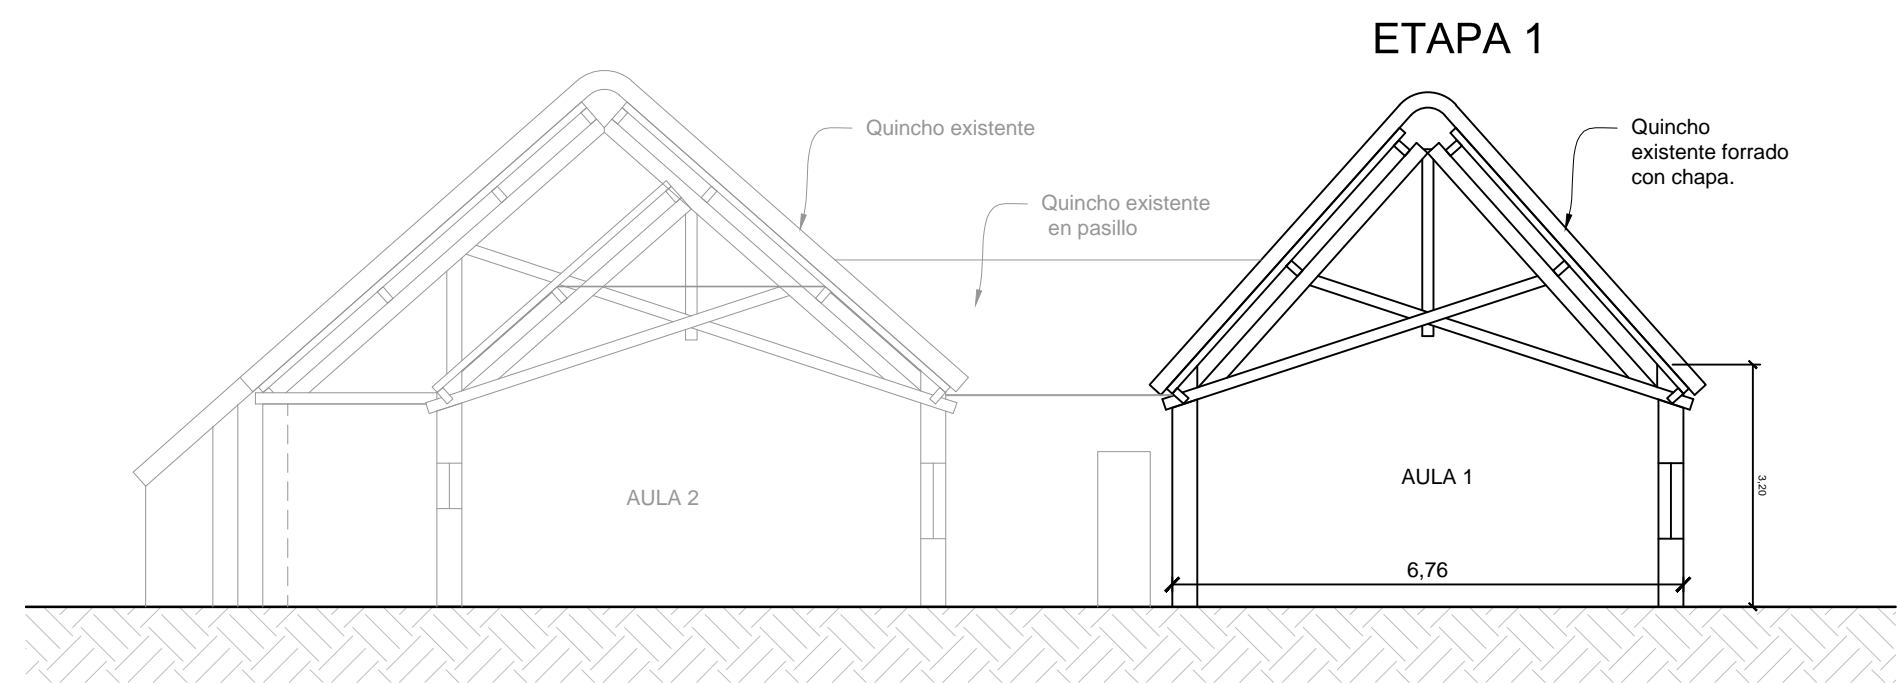 ETAPA 1
Quincho existente
Quincho existente
en pasillo
Quincho
existente forrado
con chapa.
AULA 2
AULA 1
3,20
6,76